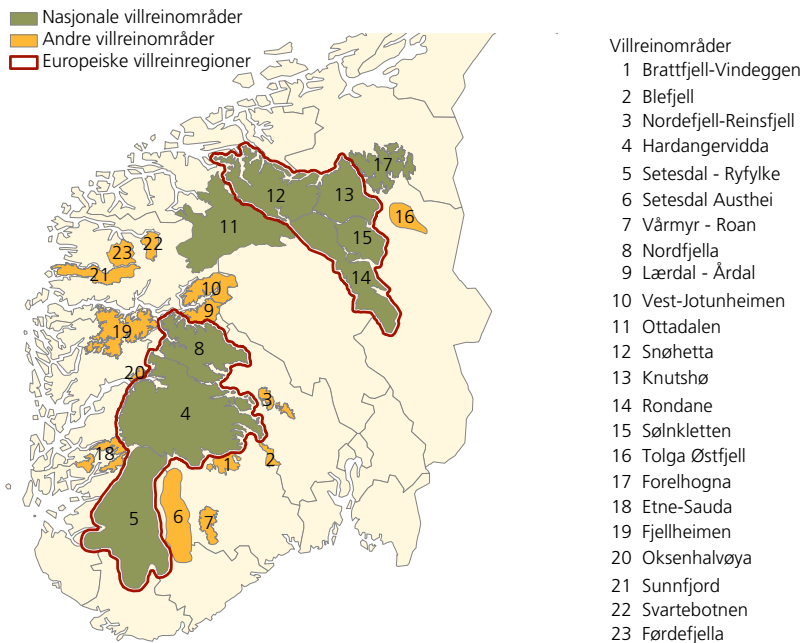 Nasjonale villreinområder
Andre villreinområder
Europeiske villreinregioner
Villreinområder
1 Brattfjell-Vindeggen
2 Blefjell
3 Nordefjell-Reinsfjell
4 Hardangervidda
5 Setesdal - Ryfylke
6 Setesdal Austhei
7 Vårmyr - Roan
8 Nordfjella
9 Lærdal - Årdal
10 Vest-Jotunheimen
11 Ottadalen
12 Snøhetta
13 Knutshø
14 Rondane
15 Sølnkletten
16 Tolga Østfjell
17 Forelhogna
18 Etne-Sauda
19 Fjellheimen
20 Oksenhalvøya
21 Sunnfjord
22 Svartebotnen
23 Førdefjella
17
12
13
16
11
15
22
23
21
14
10
9
19
8
20
3
4
18
2
1
5
6
7